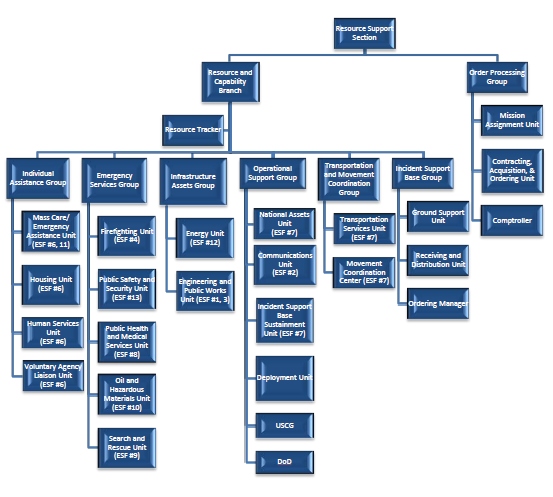 Resource Support
Section
Resource and
Capability
Branch
Order Processing
Group
Resource Tracker
Mission
Assignment Unit
Contracting,
Acquisition, &
Ordering Unit
Comptroller
Individual
Assistance Group
Emergency
Services Group
Infrastructure
Assets Group
Operational
Support Group
Transportation
and Movement
Coordination
Group
Incident Support
Base Group
Mass Care/
Emergency
Assistance Unit
(ESF #6, 11)
Housing Unit
(ESF #6)
Human Services
Unit
(ESF #6)
Voluntary Agency
Liaison Unit
(ESF #6)
Firefighting Unit
(ESF #4)
Public Safety and
Security Unit
(ESF #13)
Public Health
and Medical
Services Unit
(ESF #8)
Oil and
Hazardous
Materials Unit
(ESF #10)
Search and
Rescue Unit
(ESF #9)
Energy Unit
(ESF #12)
Engineering and
Public Works
Unit (ESF #1, 3)
National Assets
Unit
(ESF #7)
Communications
Unit
(ESF #2)
Incident Support
Base
Sustainment
Unit (ESF #7)
Deployment Unit
USCG
DoD
Transportation
Services Unit
(ESF #7)
Movement
Coordination
Center (ESF #7)
Ground Support
Unit
Receiving and
Distribution Unit
Ordering Manager